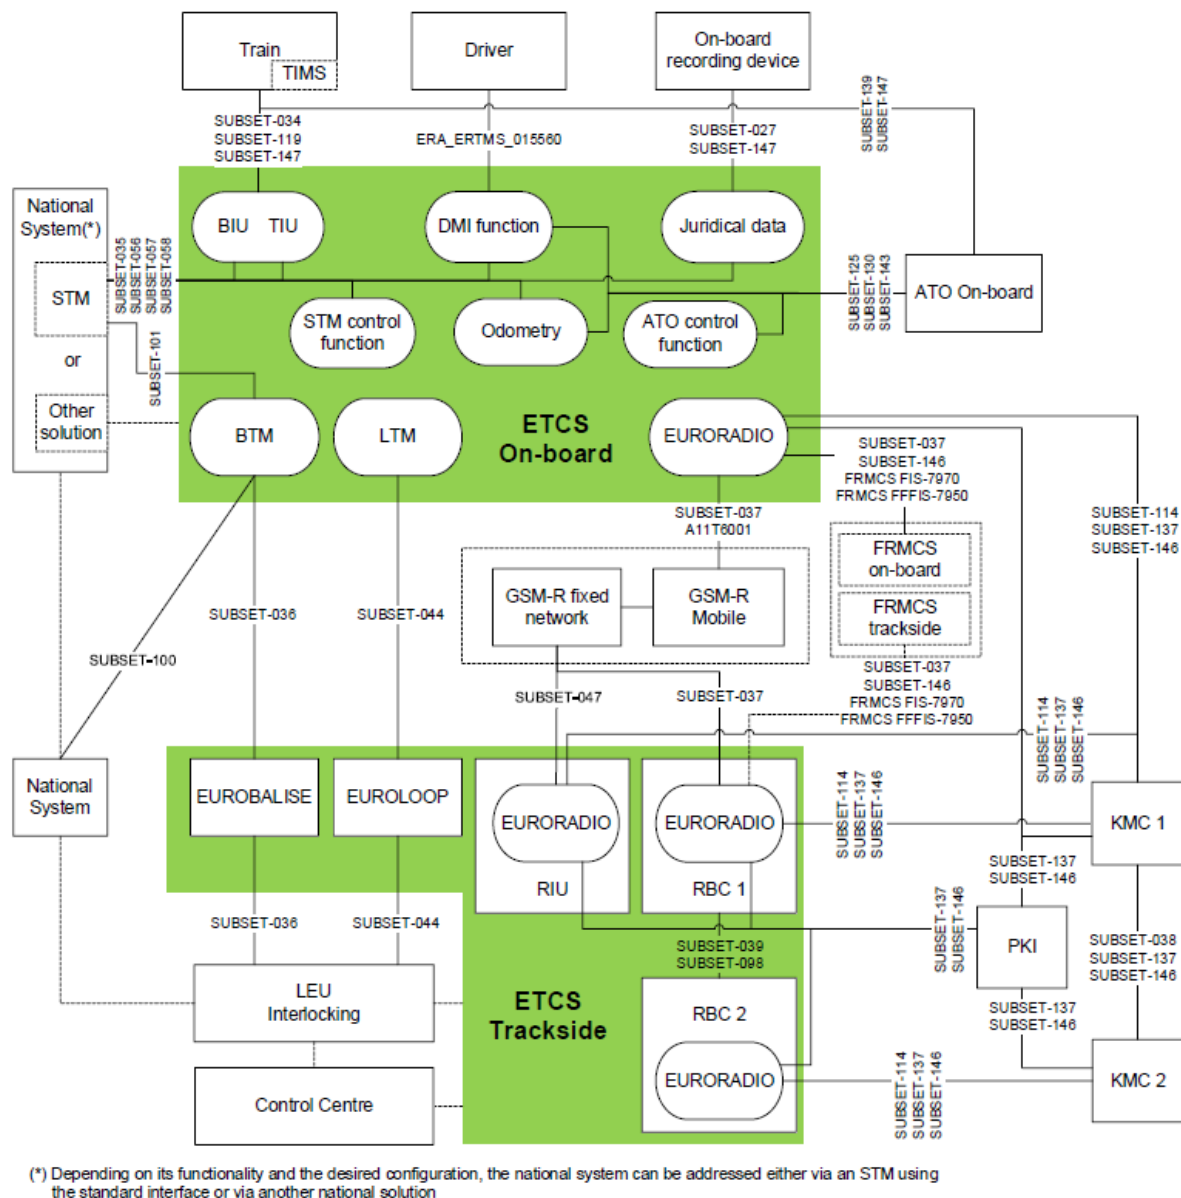 Train
TIMS
Driver
On-board
recording device
SUBSET-139
SUBSET-147
SUBSET-034
SUBSET-119
SUBSET-147
ERA_ERTMS_015560
SUBSET-027
SUBSET-147
National
System(*)
STM
or
Other
solution
SUBSET-035
SUBSET-056
SUBSET-057
SUBSET-058
SUBSET-101
BIU TIU
DMI function
Juridical data
STM control
function
Odometry
ATO control
function
SUBSET-125
SUBSET-130
SUBSET-143
ATO On-board
BTM
LTM
ETCS
On-board
EURORADIO
SUBSET-037
SUBSET-146
FRMCS FIS-7970
FRMCS FFFIS-7950
SUBSET-037
A11T6001
SUBSET-114
SUBSET-137
SUBSET-146
FRMCS
on-board
FRMCS
trackside
GSM-R fixed
network
GSM-R
Mobile
SUBSET-036
SUBSET-044
SUBSET-100
SUBSET-047
SUBSET-037
SUBSET-037
SUBSET-146
FRMCS FIS-7970
FRMCS FFFIS-7950
SUBSET-114
SUBSET-137
SUBSET-146
National
System
EUROBALISE
EUROLOOP
EURORADIO
RIU
EURORADIO
RBC 1
SUBSET-114
SUBSET-137
SUBSET-146
KMC 1
SUBSET-137
SUBSET-146
SUBSET-036
SUBSET-044
SUBSET-039
SUBSET-098
SUBSET-137
SUBSET-146
PKI
SUBSET-038
SUBSET-137
SUBSET-146
LEU
Interlocking
ETCS
Trackside
RBC 2
EURORADIO
SUBSET-137
SUBSET-146
SUBSET-114
SUBSET-137
SUBSET-146
KMC 2
Control Centre
(*) Depending on its functionality and the desired configuration, the national system can be addressed either via an STM using
the standard interface or via another national solution